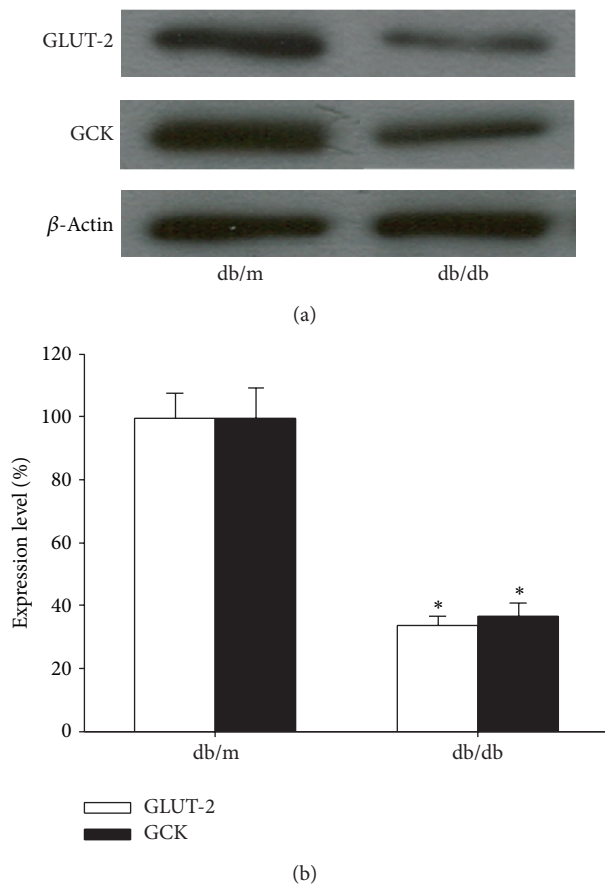 GLUT-2
GCK
β-Actin
db/m db/db
(a)
120
100
80
60
40
20
0
Expression level (%)
* *
db/m db/db
GLUT-2
GCK
(b)